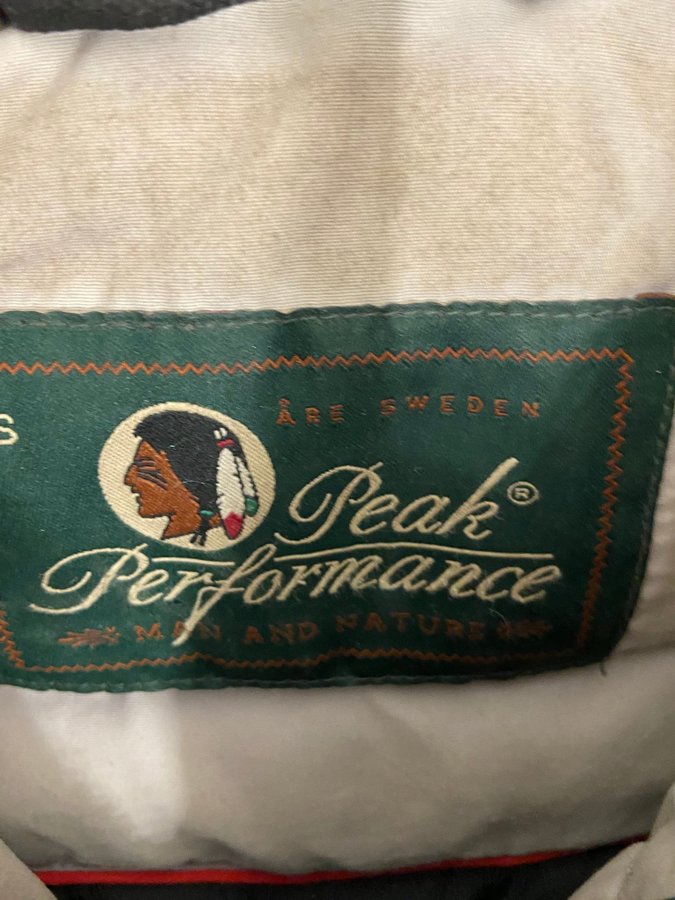 S
ÅRE SWEDEN
Peak®
Performance
MAN AND NATURE